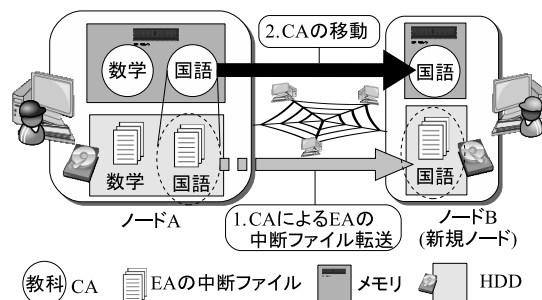 2.CAの移動
数学
国語
国語
数学
国語
国語
ノードA
1.CAによるEAの
中断ファイル転送
ノードB
(新規ノード)
教科 CA
EAの中断ファイル
メモリ
HDD